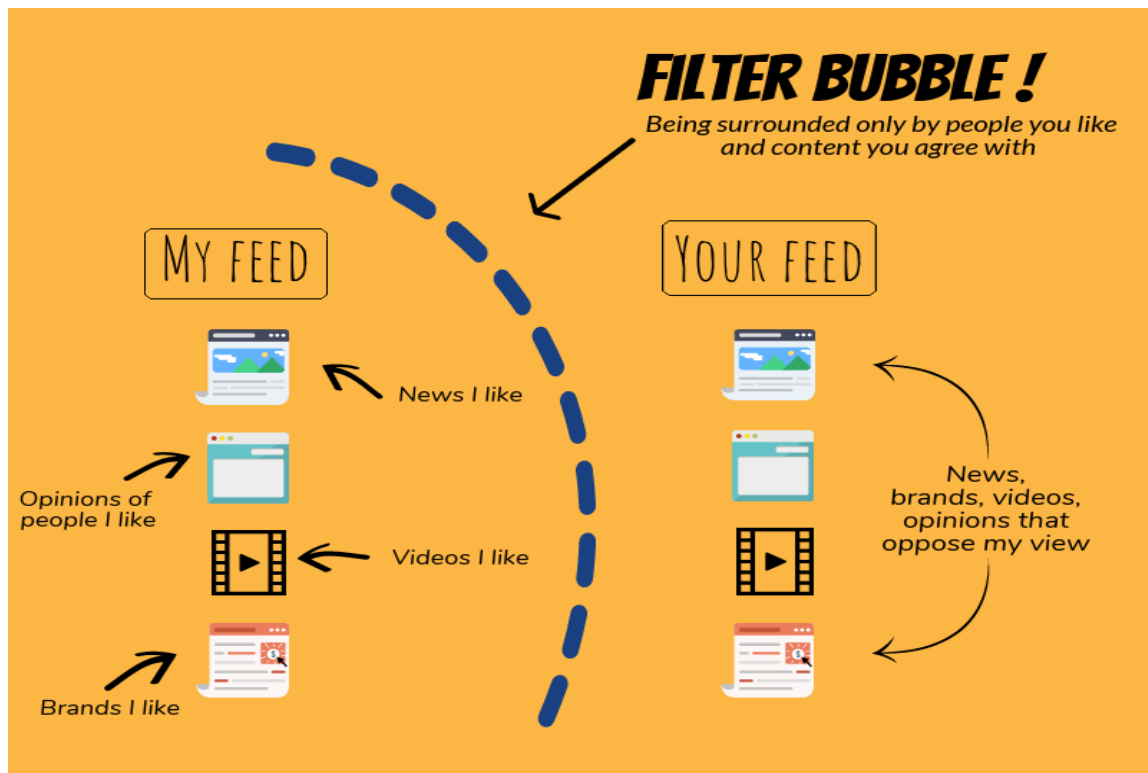 FILTER BUBBLE !
Being surrounded only by people you like
and content you agree with
MY FEED
YOUR FEED
News I like
Opinions of
people I like
Videos I like
Brands I like
News,
brands, videos,
opinions that
oppose my view
$
$